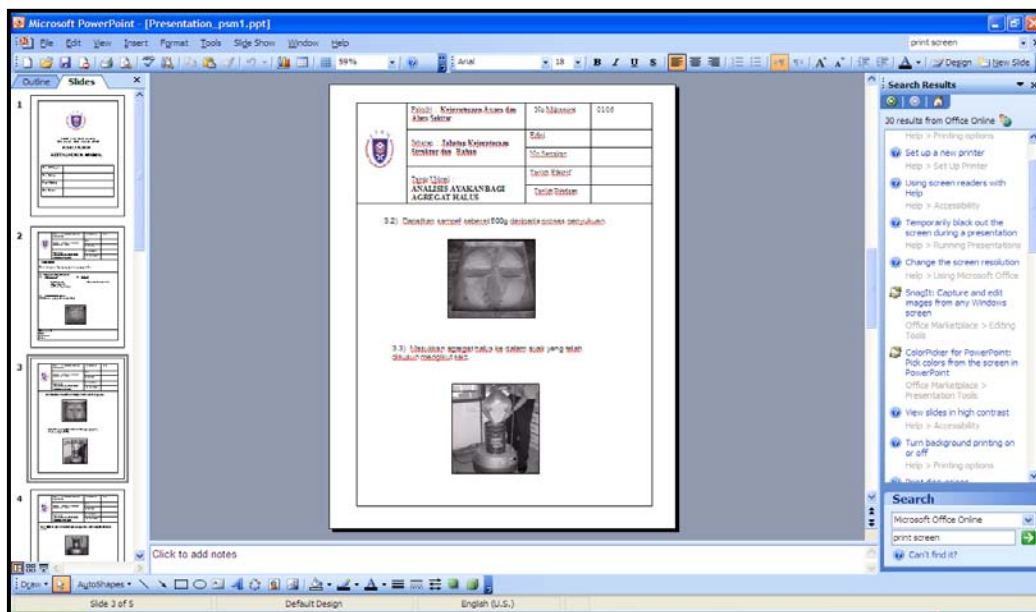 Microsoft PowerPoint - [Presentation_psm1.ppt]
File Edit View Insert Format Tools Slide Show Window Help
print screen
59%
Arial
18
B I U S
Design
New Slide
Outline Slides
1
2
3
4
Fakulti : Kejuruteraan Awam dan
Alam Sekitar
0106
Jabatan : Jabatan Kejuruteraan
Struktur dan Bahan
Edisi
Tajuk Ujikaji :
ANALISIS AYAKAN BAGI
AGREGAT HALUS
3.2) Dapatkan sampel seberat 500g daripada proses penyukuan.
3.3) Masukkan agregat halus ke dalam ayak yang telah
disusun mengikut saiz.
Click to add notes
Search Results
30 results from Office Online
Help > Printing options
Set up a new printer
Help > Set Up Printer
Using screen readers with
Help
Help > Accessibility
Temporarily black out the
screen during a presentation
Help > Running Presentations
Change the screen resolution
Help > Using Microsoft Office
SnagIt: Capture and edit
images from any Windows
screen
Office Marketplace > Editing
Tools
ColorPicker for PowerPoint:
Pick colors from the screen in
PowerPoint
Office Marketplace >
Presentation Tools
View slides in high contrast
Help > Accessibility
Turn background printing on
or off
Help > Printing options
Search
Microsoft Office Online
print screen
Can't find it?
Draw AutoShapes
Slide 3 of 5
Default Design
English (U.S.)